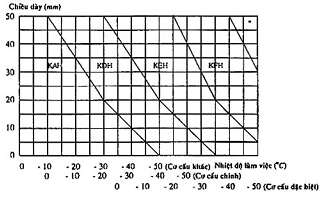 Chiều dày (mm)
50
40
30
20
10
0
KAH KDH KEH KFH
0 - 10 - 20 - 30 - 40 - 50 (Cơ cấu khác) Nhiệt độ làm việc (°C)
0 - 10 - 20 - 30 - 40 - 50 (Cơ cấu chính)
0 - 10 - 20 - 30 - 40 - 50 (Cơ cấu đặc biệt)